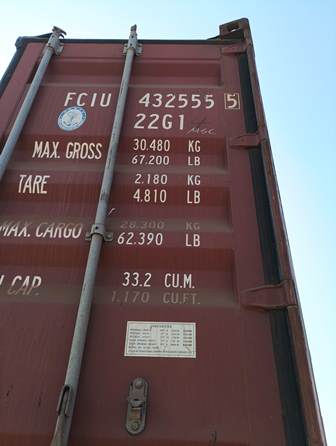 FCIU 432555 5
22G1
MAX. GROSS 30.480 KG
67.200 LB
TARE 2.180 KG
4.810 LB
MAX. CARGO 28.300 KG
62.390 LB
CAP. 33.2 CU.M.
1.170 CU.FT.